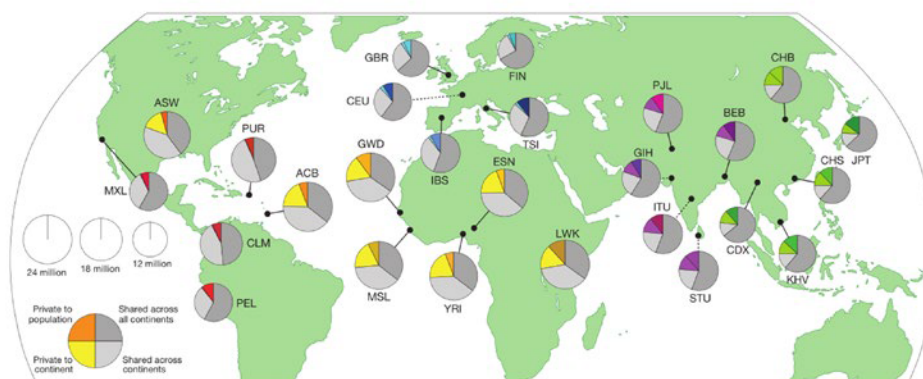 GBR
FIN
CHB
CEU
PJL
BEB
ASW
PUR
GWD
ESN
IBS
TSI
JPT
CHS
GIH
ACB
MXL
ITU
LWK
CDX
KHV
CLM
STU
MSL
YRI
PEL
24 million
18 million
12 million
Private to
population
Shared across
all continents
Private to
continent
Shared across
continents